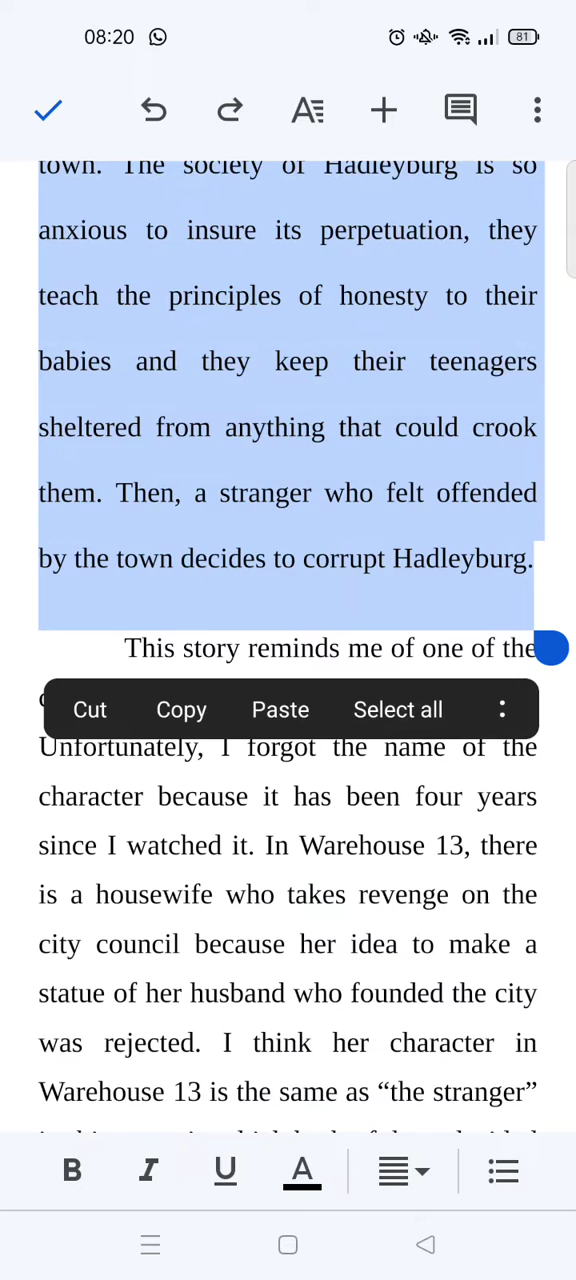 08:20
81
town. The society of Hadleyburg is so
anxious to insure its perpetuation, they
teach the principles of honesty to their
babies and they keep their teenagers
sheltered from anything that could crook
them. Then, a stranger who felt offended
by the town decides to corrupt Hadleyburg.
This story reminds me of one of the
Cut Copy Paste Select all
Unfortunately, I forgot the name of the
character because it has been four years
since I watched it. In Warehouse 13, there
is a housewife who takes revenge on the
city council because her idea to make a
statue of her husband who founded the city
was rejected. I think her character in
Warehouse 13 is the same as “the stranger”
B I U A